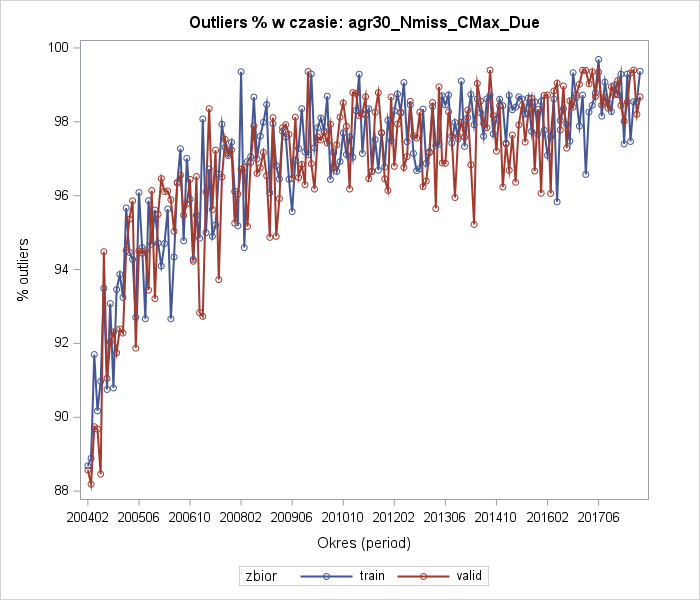 Outliers % w czasie: agr30_Nmiss_CMax_Due
100
98
96
94
92
90
88
% outliers
200402 200506 200610 200802 200906 201010 201202 201306 201410 201602 201706
Okres (period)
zbior train valid